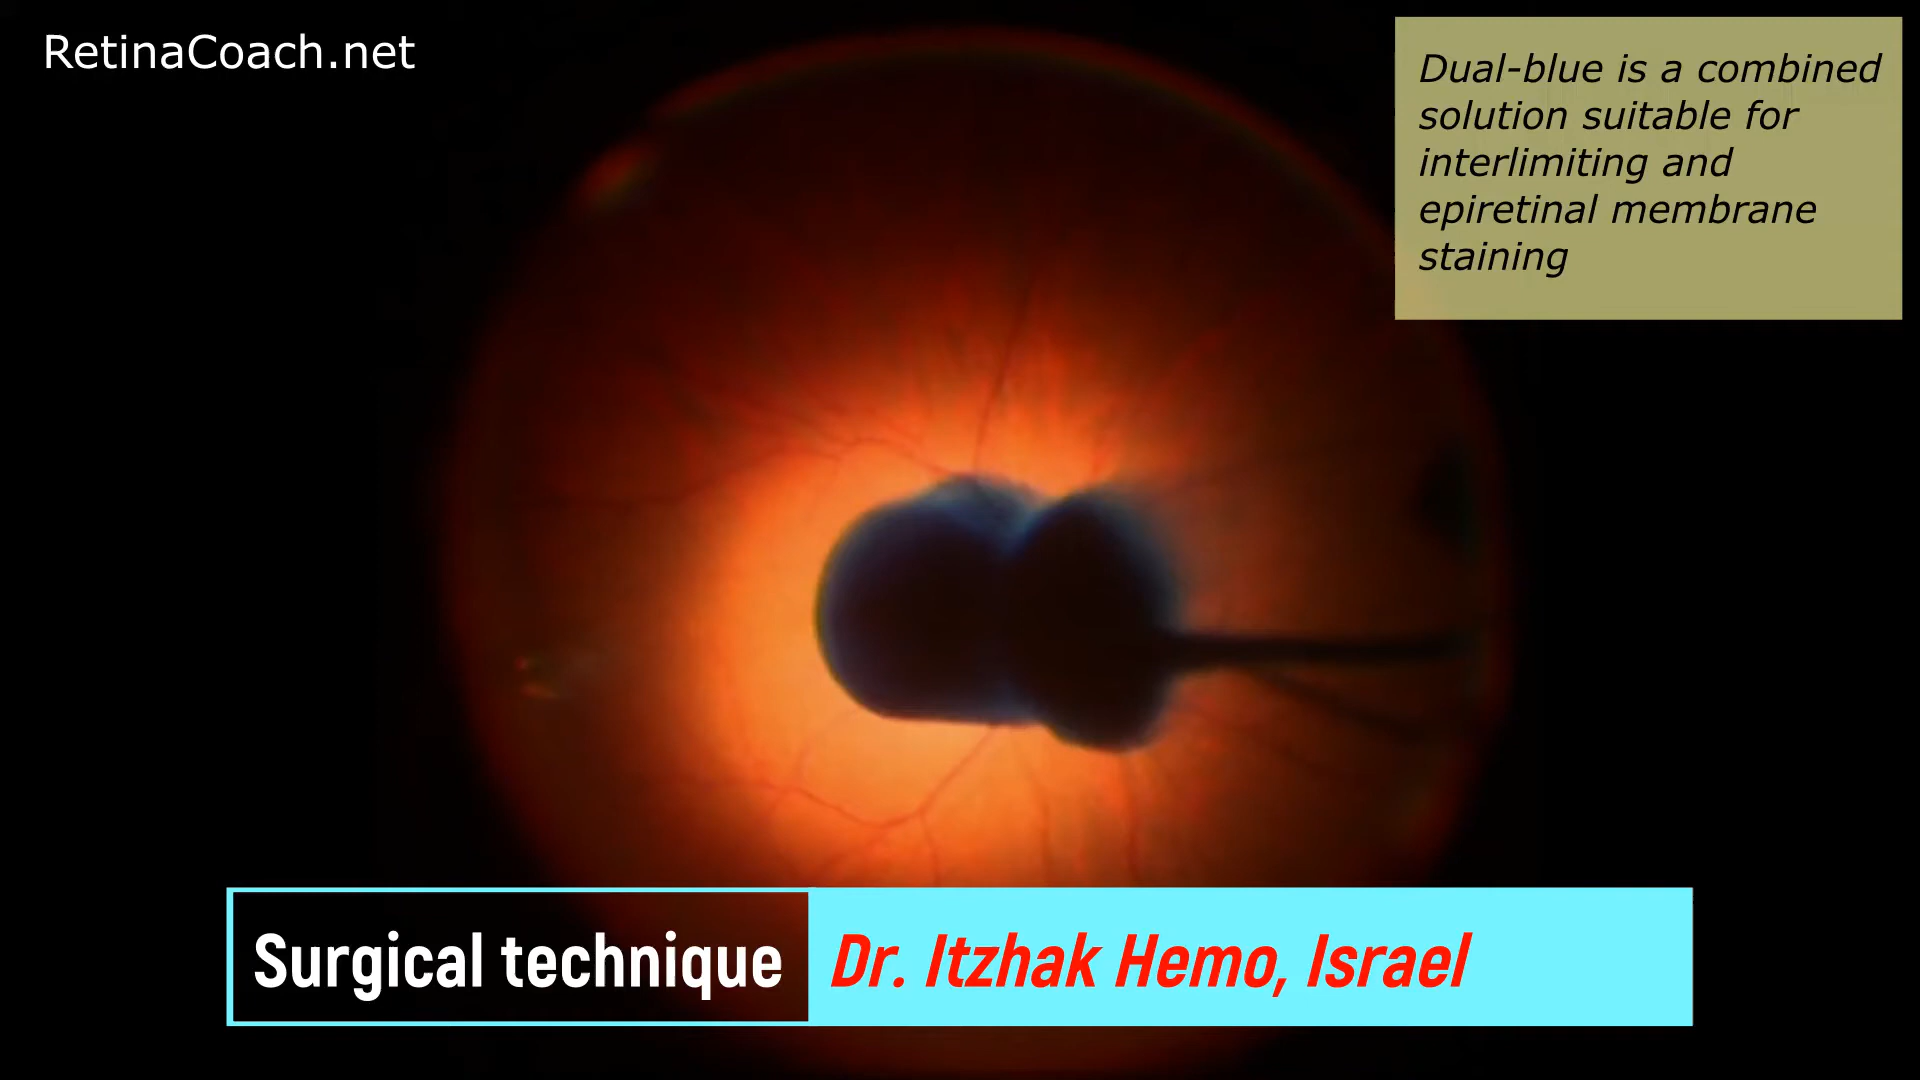 RetinaCoach.net
Dual-blue is a combined
solution suitable for
interlimiting and
epiretinal membrane
staining
Surgical technique
Dr. Itzhak Hemo, Israel